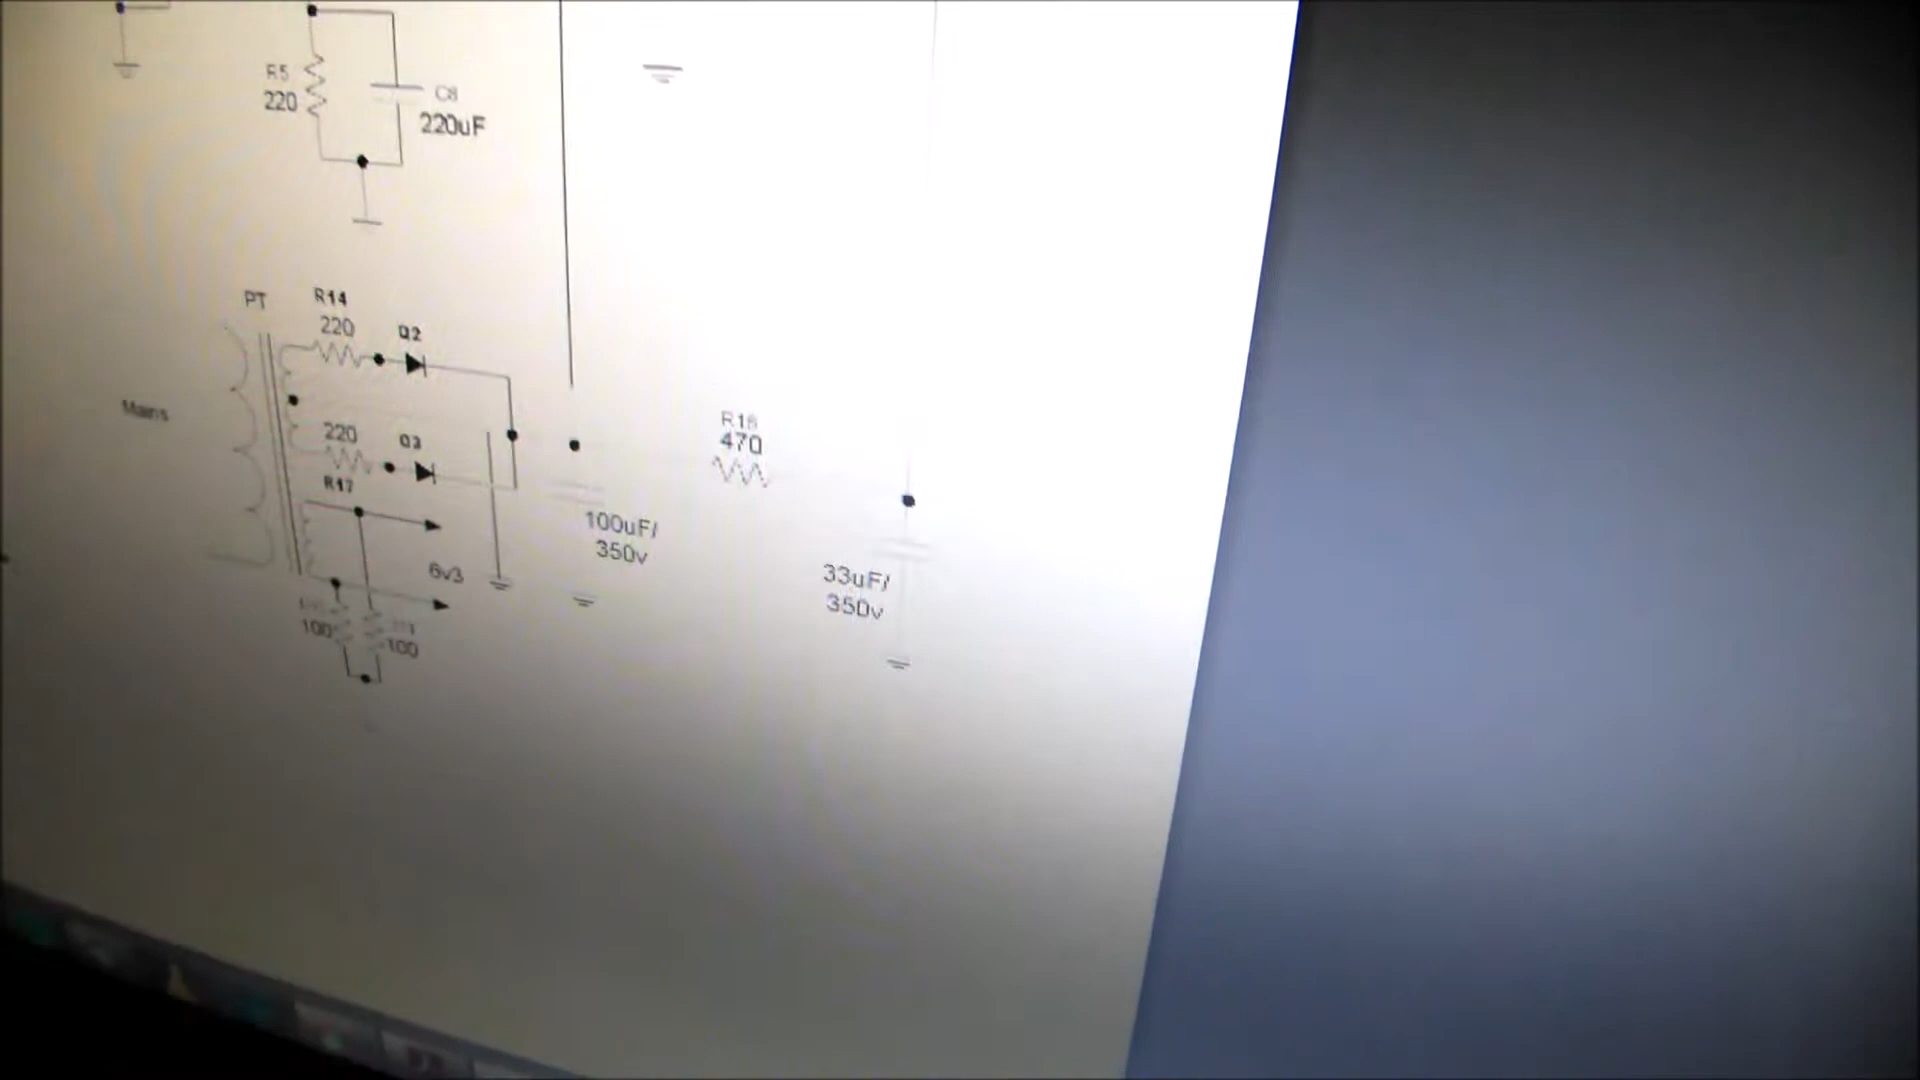 R5
220
C8
220uF
PT
R14
220
Q2
Mains
220
Q3
R17
R16
470
100uF/
350v
6v3
33uF/
350v
100
100